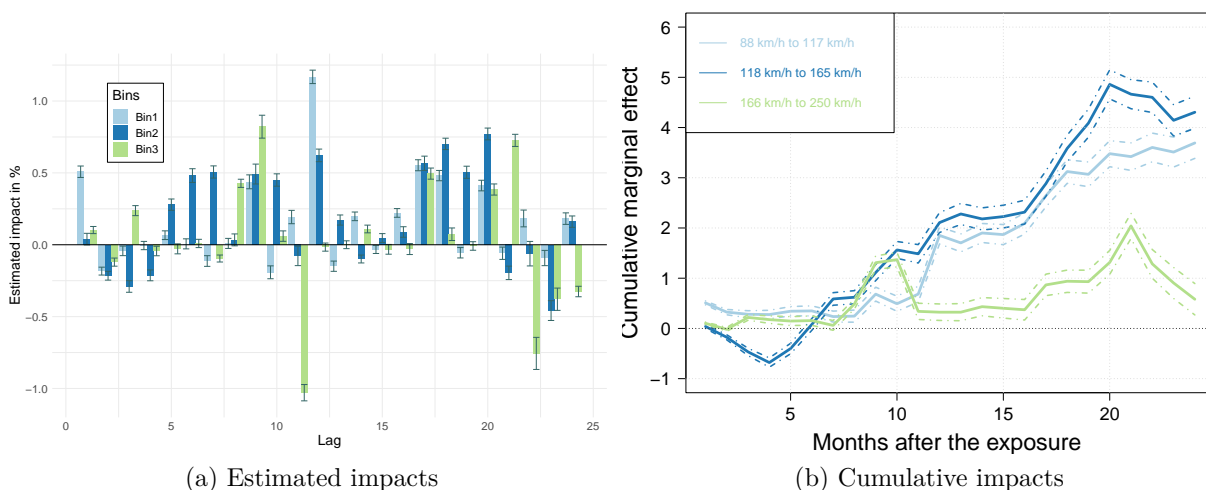 Estimated impact in %
1.0
0.5
0.0
−0.5
−1.0
Bins
Bin1
Bin2
Bin3
0 5 10 15 20 25
Lag
(a) Estimated impacts
Cumulative marginal effect
6
5
4
3
2
1
0
−1
88 km/h to 117 km/h
118 km/h to 165 km/h
166 km/h to 250 km/h
5 10 15 20
Months after the exposure
(b) Cumulative impacts